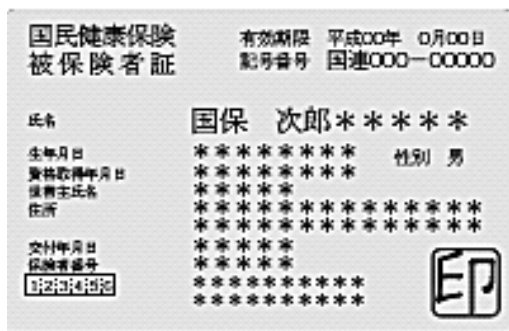 国民健康保険
被保険者証
有効期限 平成00年 0月00日
記号番号 国連000-00000
氏名 国保 次郎*****
生年月日 ********
性別 男
資格取得年月日 ********
世帯主氏名 *****
住所 **************
**************
交付年月日 *****
保険者番号 *****
123456 **********
**********
印